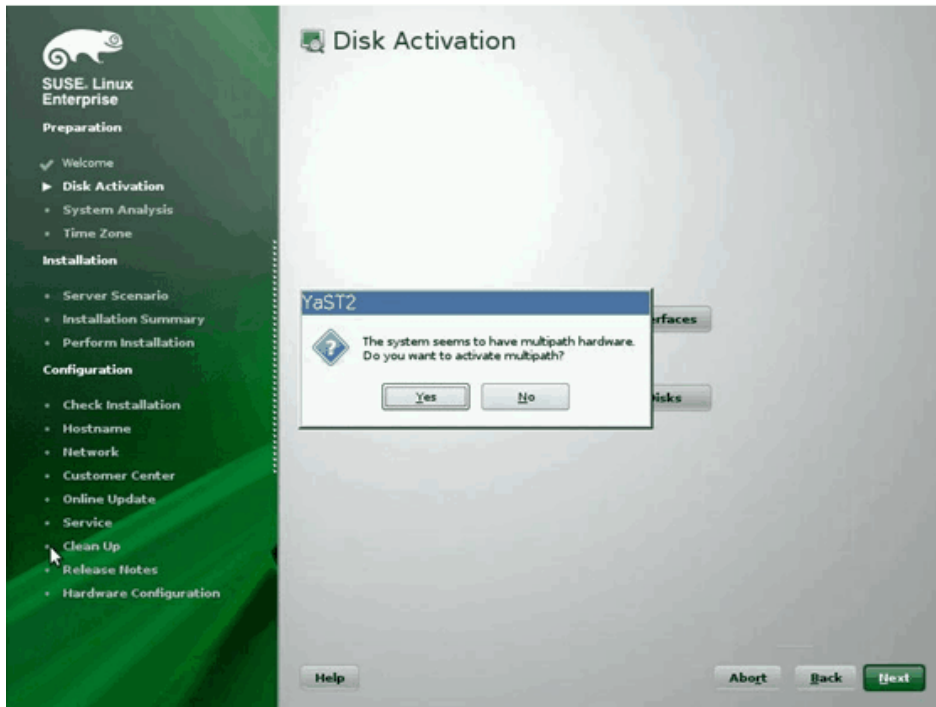 SUSE. Linux
Enterprise
Preparation
Welcome
Disk Activation
System Analysis
Time Zone
Installation
Server Scenario
Installation Summary
Perform Installation
Configuration
Check Installation
Hostname
Network
Customer Center
Online Update
Service
Clean Up
Release Notes
Hardware Configuration
Disk Activation
YaST2
The system seems to have multipath hardware.
Do you want to activate multipath?
Yes No
erfaces
isks
Help Abort Back Next